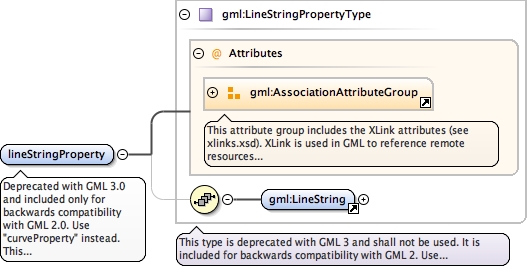 gml:LineStringPropertyType
@ Attributes
gml:AssociationAttributeGroup
This attribute group includes the XLink attributes (see
xlinks.xsd). XLink is used in GML to reference remote
resources...
lineStringProperty
Deprecated with GML 3.0
and included only for
backwards compatibility
with GML 2.0. Use
"curveProperty" instead.
This...
gml:LineString
This type is deprecated with GML 3 and shall not be used. It is
included for backwards compatibility with GML 2. Use...